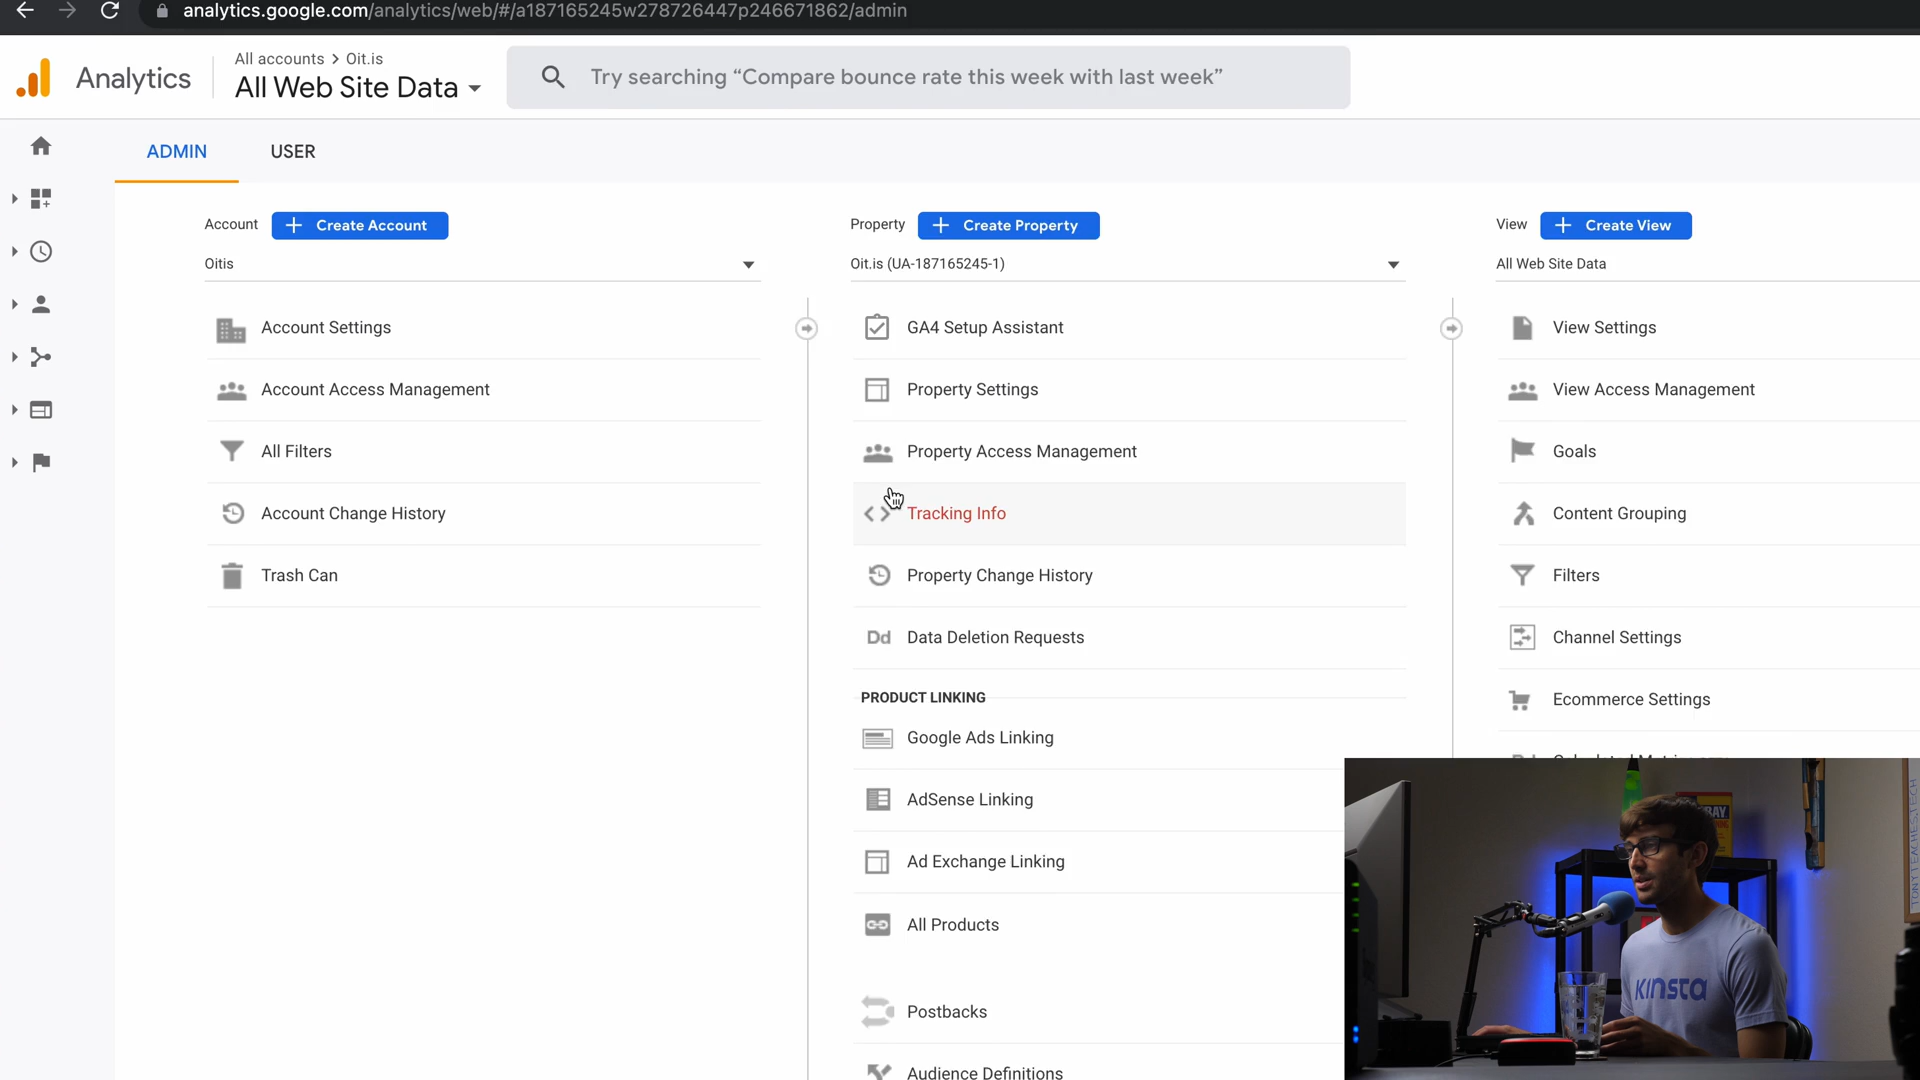 analytics.google.com/analytics/web/#/a187165245w278726447p246671862/admin
Analytics
All accounts > Oit.is
All Web Site Data
Try searching “Compare bounce rate this week with last week”
ADMIN
USER
Account
+ Create Account
Oitis
Account Settings
Account Access Management
All Filters
Account Change History
Trash Can
Property
+ Create Property
Oit.is (UA-187165245-1)
GA4 Setup Assistant
Property Settings
Property Access Management
<> Tracking Info
Property Change History
Dd Data Deletion Requests
PRODUCT LINKING
Google Ads Linking
AdSense Linking
Ad Exchange Linking
All Products
Postbacks
Audience Definitions
View
+ Create View
All Web Site Data
View Settings
View Access Management
Goals
Content Grouping
Filters
Channel Settings
Ecommerce Settings
KINSTA
TONYTEACHES.TECH